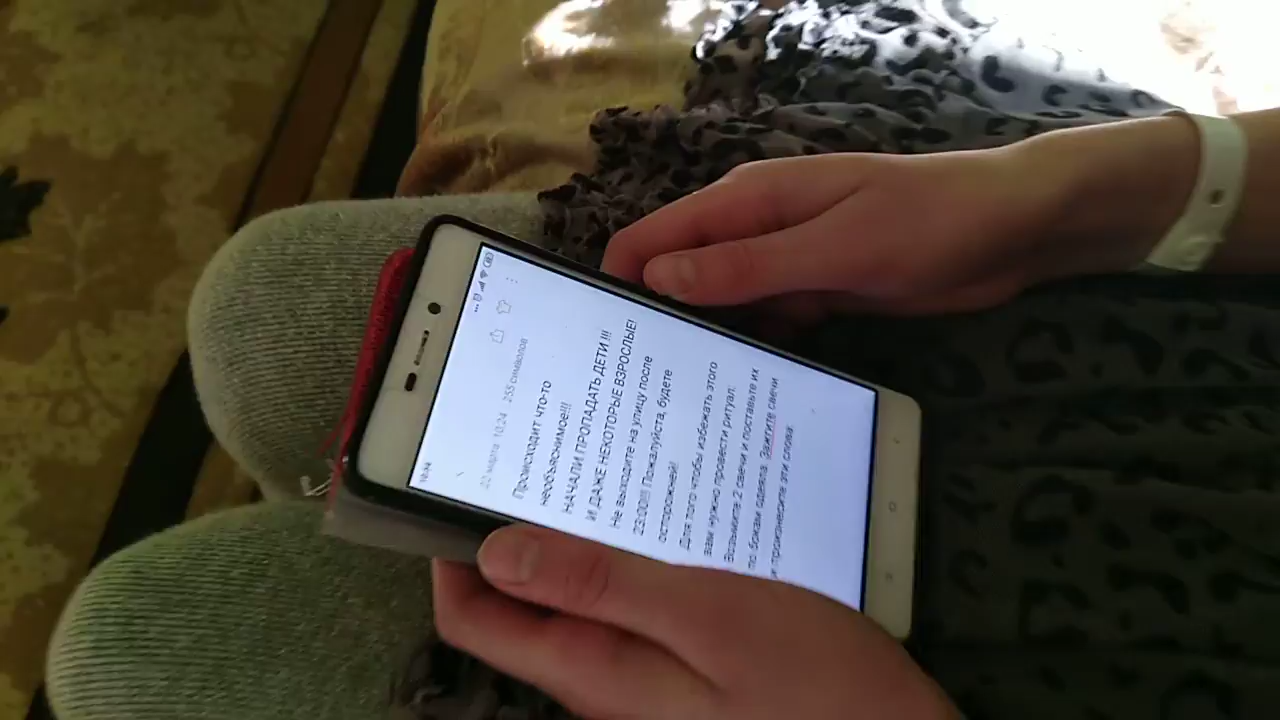 10:24
22 марта 10:24 255 символов
Происходит что-то
необъяснимое!!!
НАЧАЛИ ПРОПАДАТЬ ДЕТИ !!!
И ДАЖЕ НЕКОТОРЫЕ ВЗРОСЛЫЕ!
Не выходите на улицу после
23:00!!! Пожалуйста, будете
осторожней!
Для того чтобы избежать этого
вам нужно провести ритуал:
Возьмите 2 свечи и поставьте их
по бокам одеяла. Зажгите свечи
и произнесите эти слова: